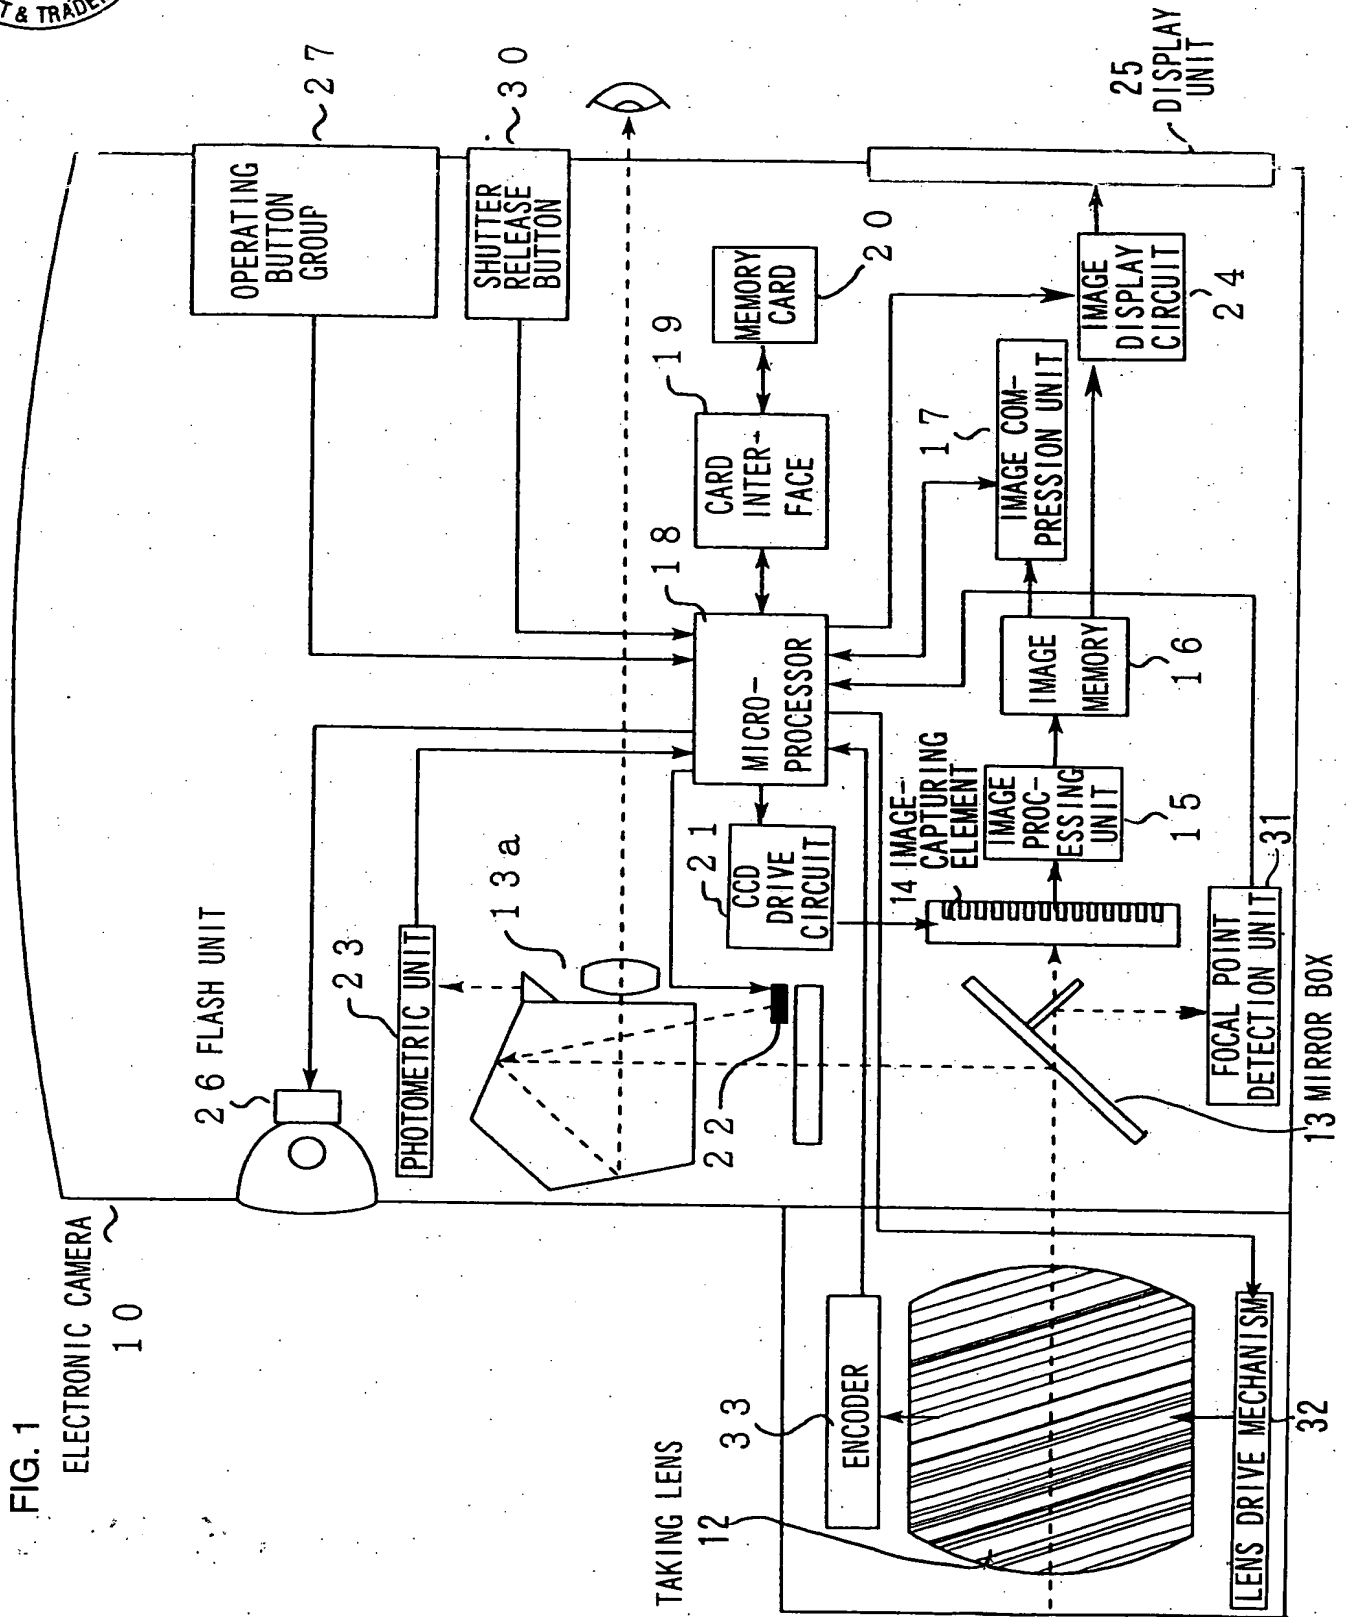 T & TRADE
FIG. 1
ELECTRONIC CAMERA
10
26 FLASH UNIT
23
PHOTOMETRIC UNIT
13a
OPERATING
BUTTON
GROUP
27
SHUTTER
RELEASE
BUTTON
30
22
21
CCD
DRIVE
CIRCUIT
18
MICRO-
PROCESSOR
19
CARD
INTER-
FACE
MEMORY
CARD
20
14 IMAGE-
CAPTURING
ELEMENT
IMAGE
PROC-
ESSING
UNIT
15
IMAGE
MEMORY
16
17
IMAGE COM-
PRESSION UNIT
IMAGE
DISPLAY
CIRCUIT
24
25
DISPLAY
UNIT
TAKING LENS
12
33
ENCODER
LENS DRIVE MECHANISM
32
13 MIRROR BOX
FOCAL POINT
DETECTION UNIT
31